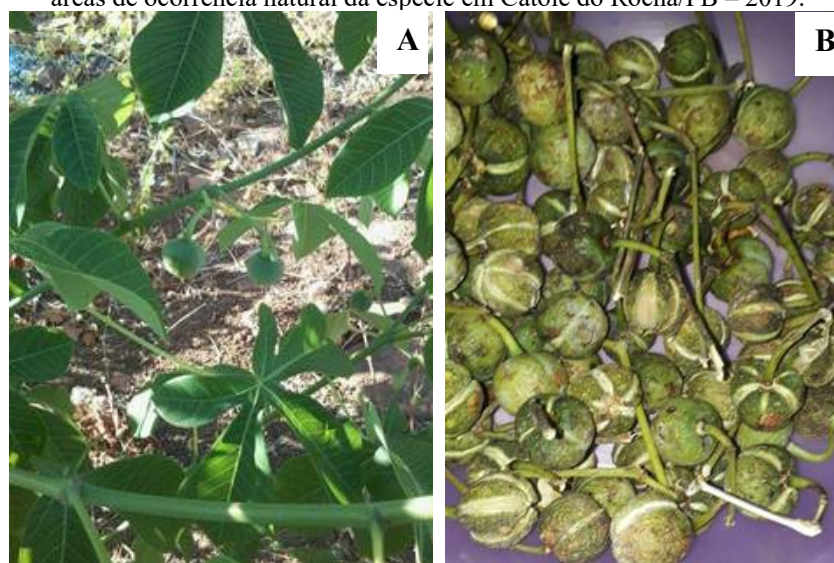 áreas de ocorrência natural da espécie em Catolé do Rocha/PB – 2019.
A B